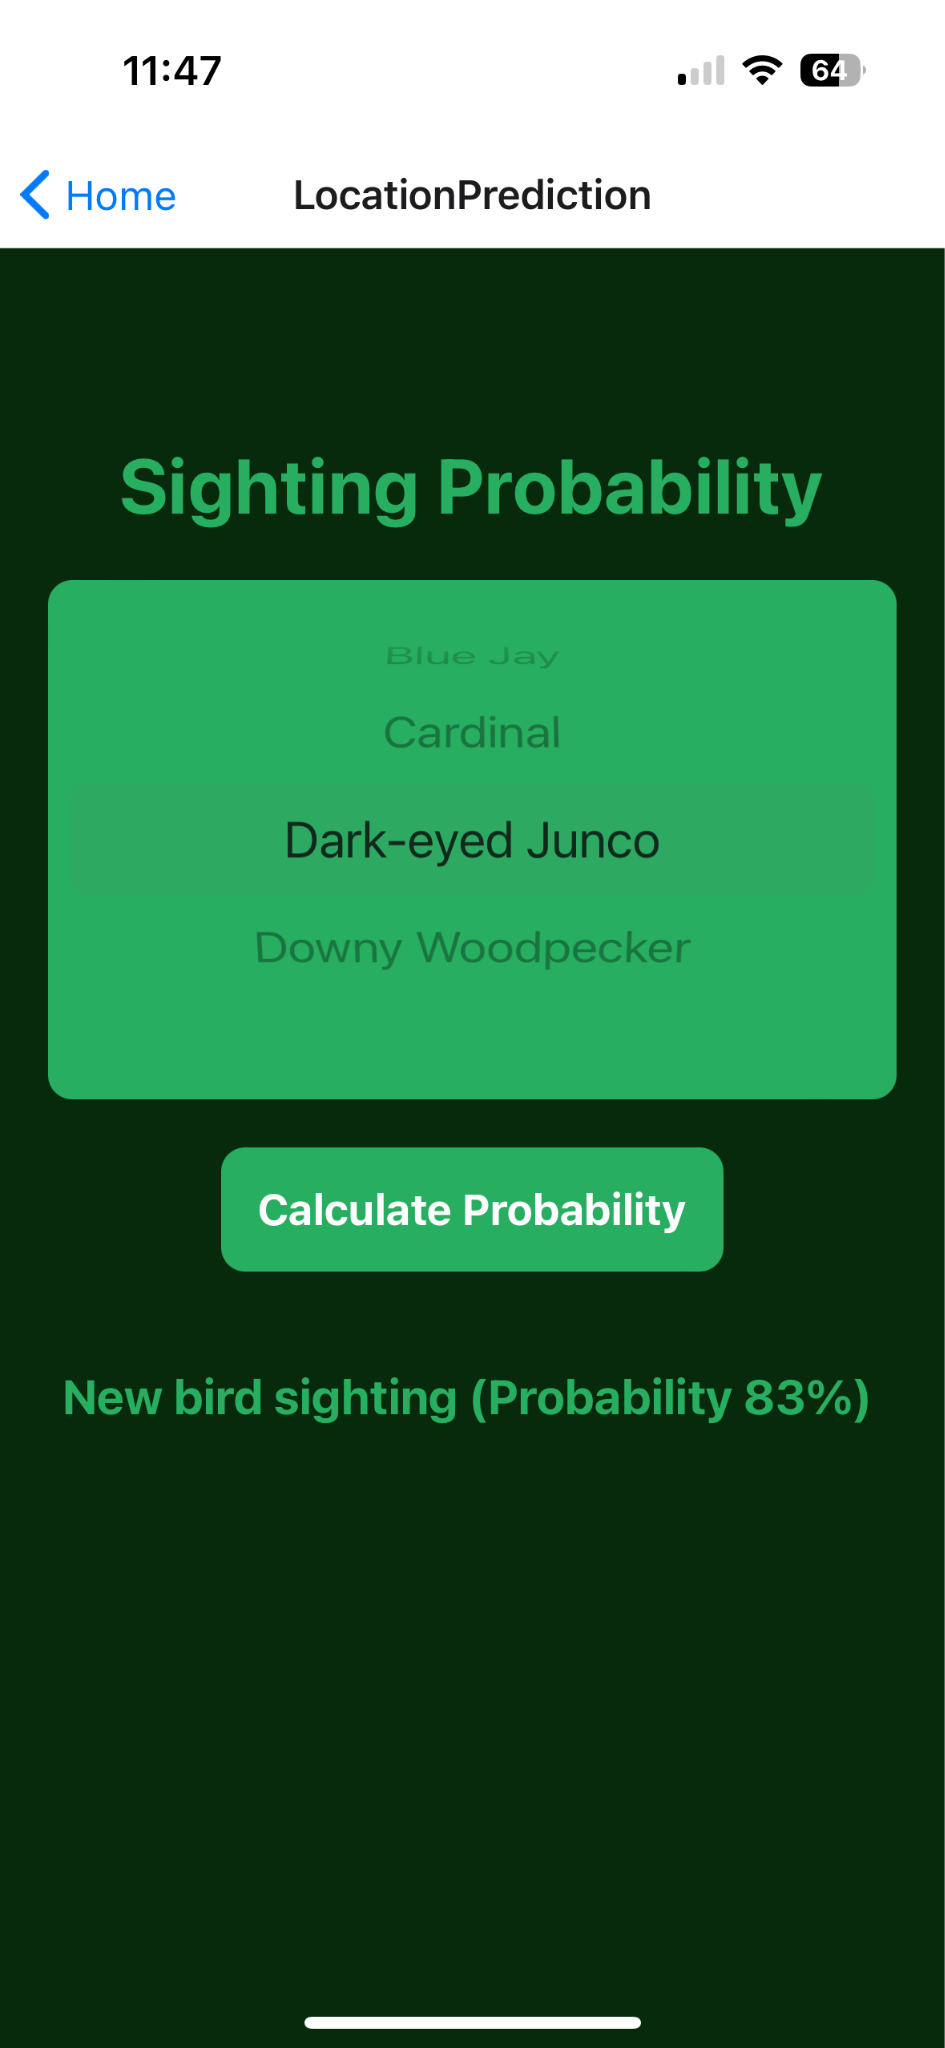 11:47
64
Home
LocationPrediction
Sighting Probability
Blue Jay
Cardinal
Dark-eyed Junco
Downy Woodpecker
Calculate Probability
New bird sighting (Probability 83%)